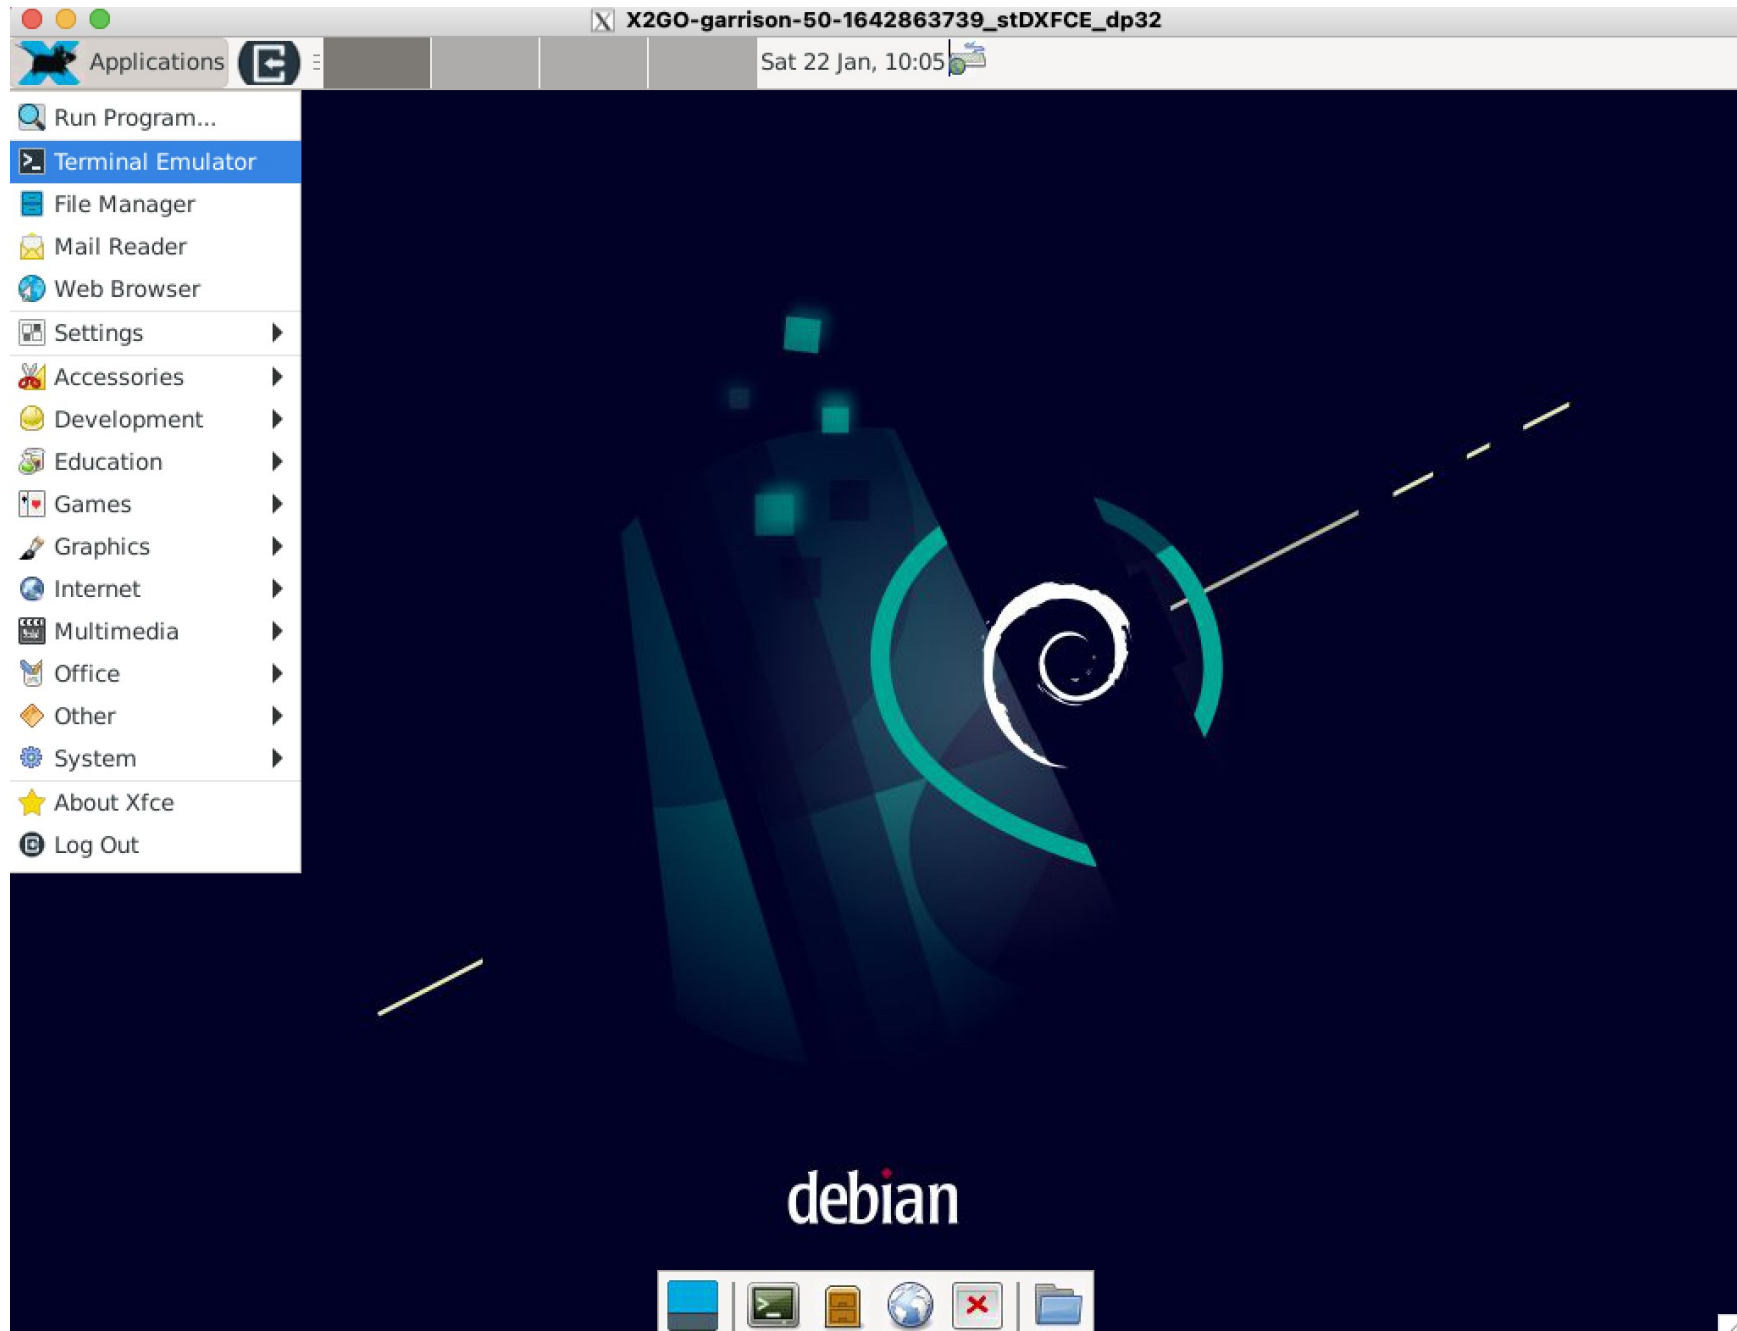 X2GO-garrison-50-1642863739_stDXFCE_dp32
Applications
Sat 22 Jan, 10:05
Run Program...
Terminal Emulator
File Manager
Mail Reader
Web Browser
Settings
Accessories
Development
Education
Games
Graphics
Internet
Multimedia
Office
Other
System
About Xfce
Log Out
debian